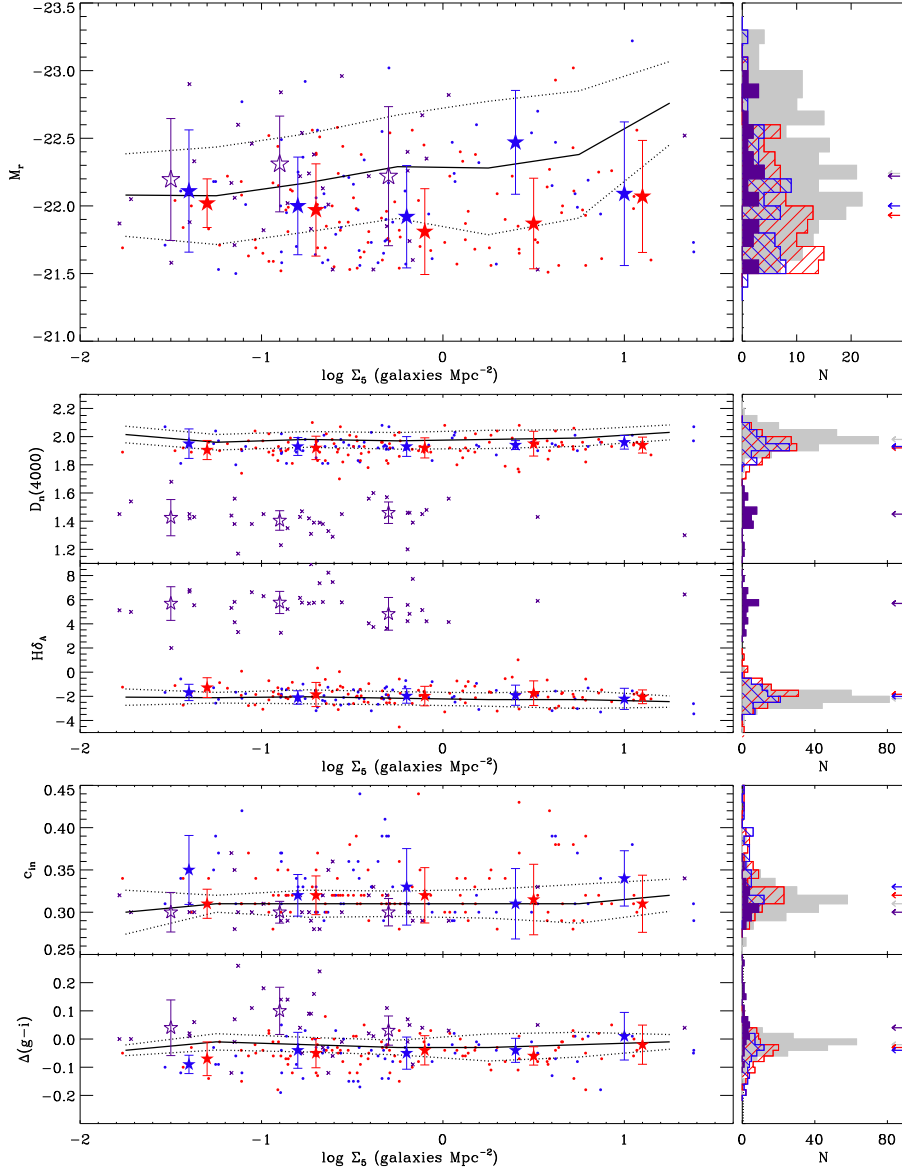 -23.5
-23.0
-22.5
-22.0
-21.5
-21.0
M_r
-2 -1 0 1
log Σ_5 (galaxies Mpc^-2)
0 10 20
N
2.2
2.0
1.8
1.6
1.4
1.2
D_n(4000)
8
6
4
2
0
-2
-4
Hδ_A
-2 -1 0 1
log Σ_5 (galaxies Mpc^-2)
0 40 80
N
0.45
0.40
0.35
0.30
0.25
c_in
0.2
0.1
0.0
-0.1
-0.2
Δ(g-i)
-2 -1 0 1
log Σ_5 (galaxies Mpc^-2)
0 40 80
N